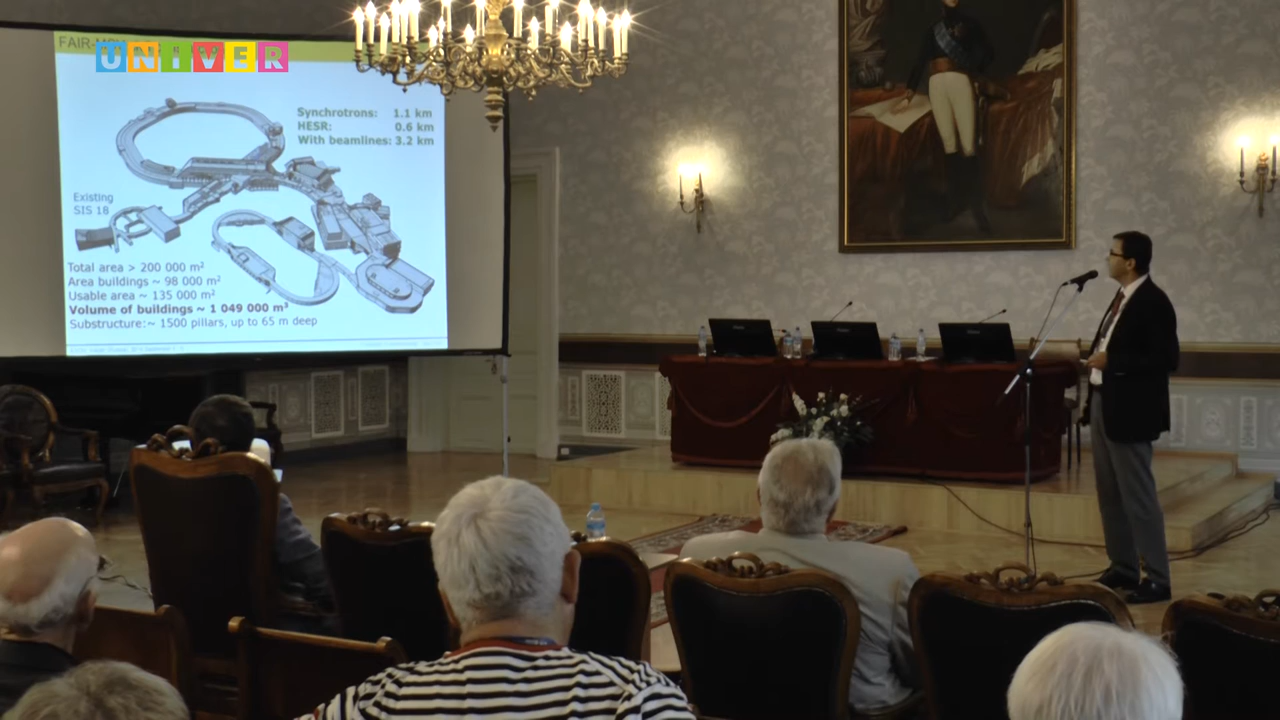 UNIVER
Synchrotrons: 1.1 km
HESR: 0.6 km
With beamlines: 3.2 km
Existing
SIS 18
Total area > 200 000 m²
Area buildings ~ 98 000 m²
Usable area ~ 135 000 m²
Volume of buildings ~ 1 049 000 m³
Substructure: ~ 1500 pillars, up to 65 m deep